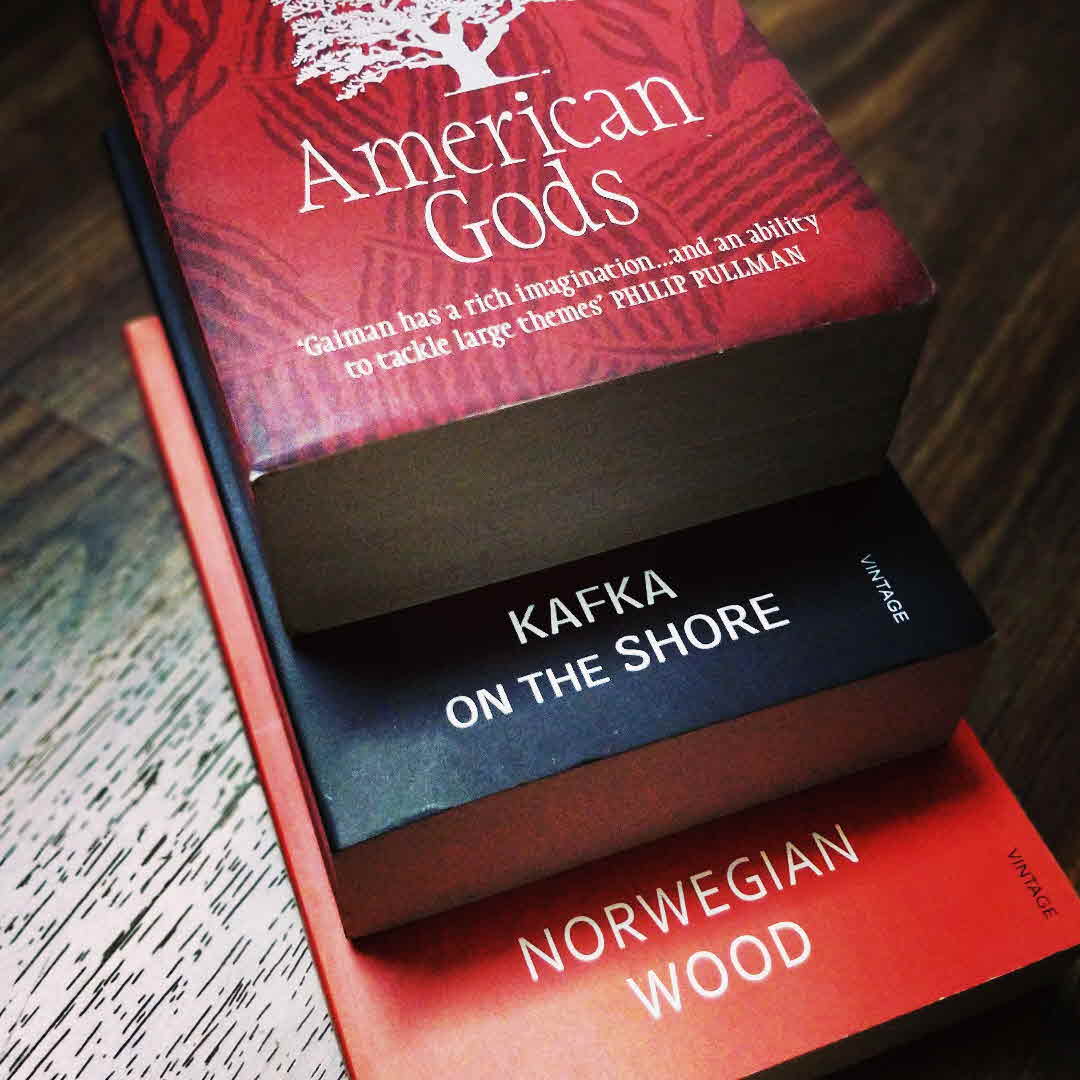 American
Gods
‘Gaiman has a rich imagination...and an ability
to tackle large themes’ PHILIP PULLMAN
KAFKA
ON THE SHORE
VINTAGE
NORWEGIAN
WOOD
VINTAGE